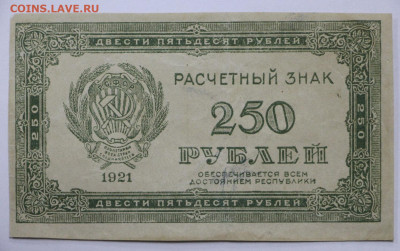 COINS.LAVE.RU
ДВЕСТИ ПЯТЬДЕСЯТ РУБЛЕЙ
РАСЧЕТНЫЙ ЗНАК
250
250
250
РУБЛЕЙ
1921
ОБЕСПЕЧИВАЕТСЯ ВСЕМ
ДОСТОЯНИЕМ РЕСПУБЛИКИ
ДВЕСТИ ПЯТЬДЕСЯТ РУБЛЕЙ